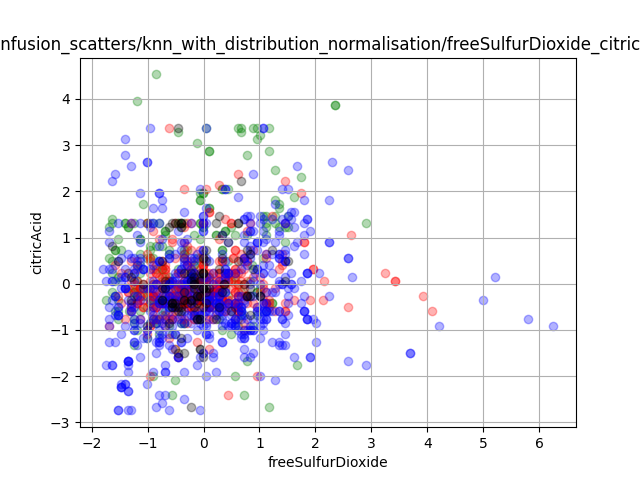 nfusion_scatters/knn_with_distribution_normalisation/freeSulfurDioxide_citric
4
3
2
1
0
−1
−2
−3
citricAcid
−2 −1 0 1 2 3 4 5 6
freeSulfurDioxide